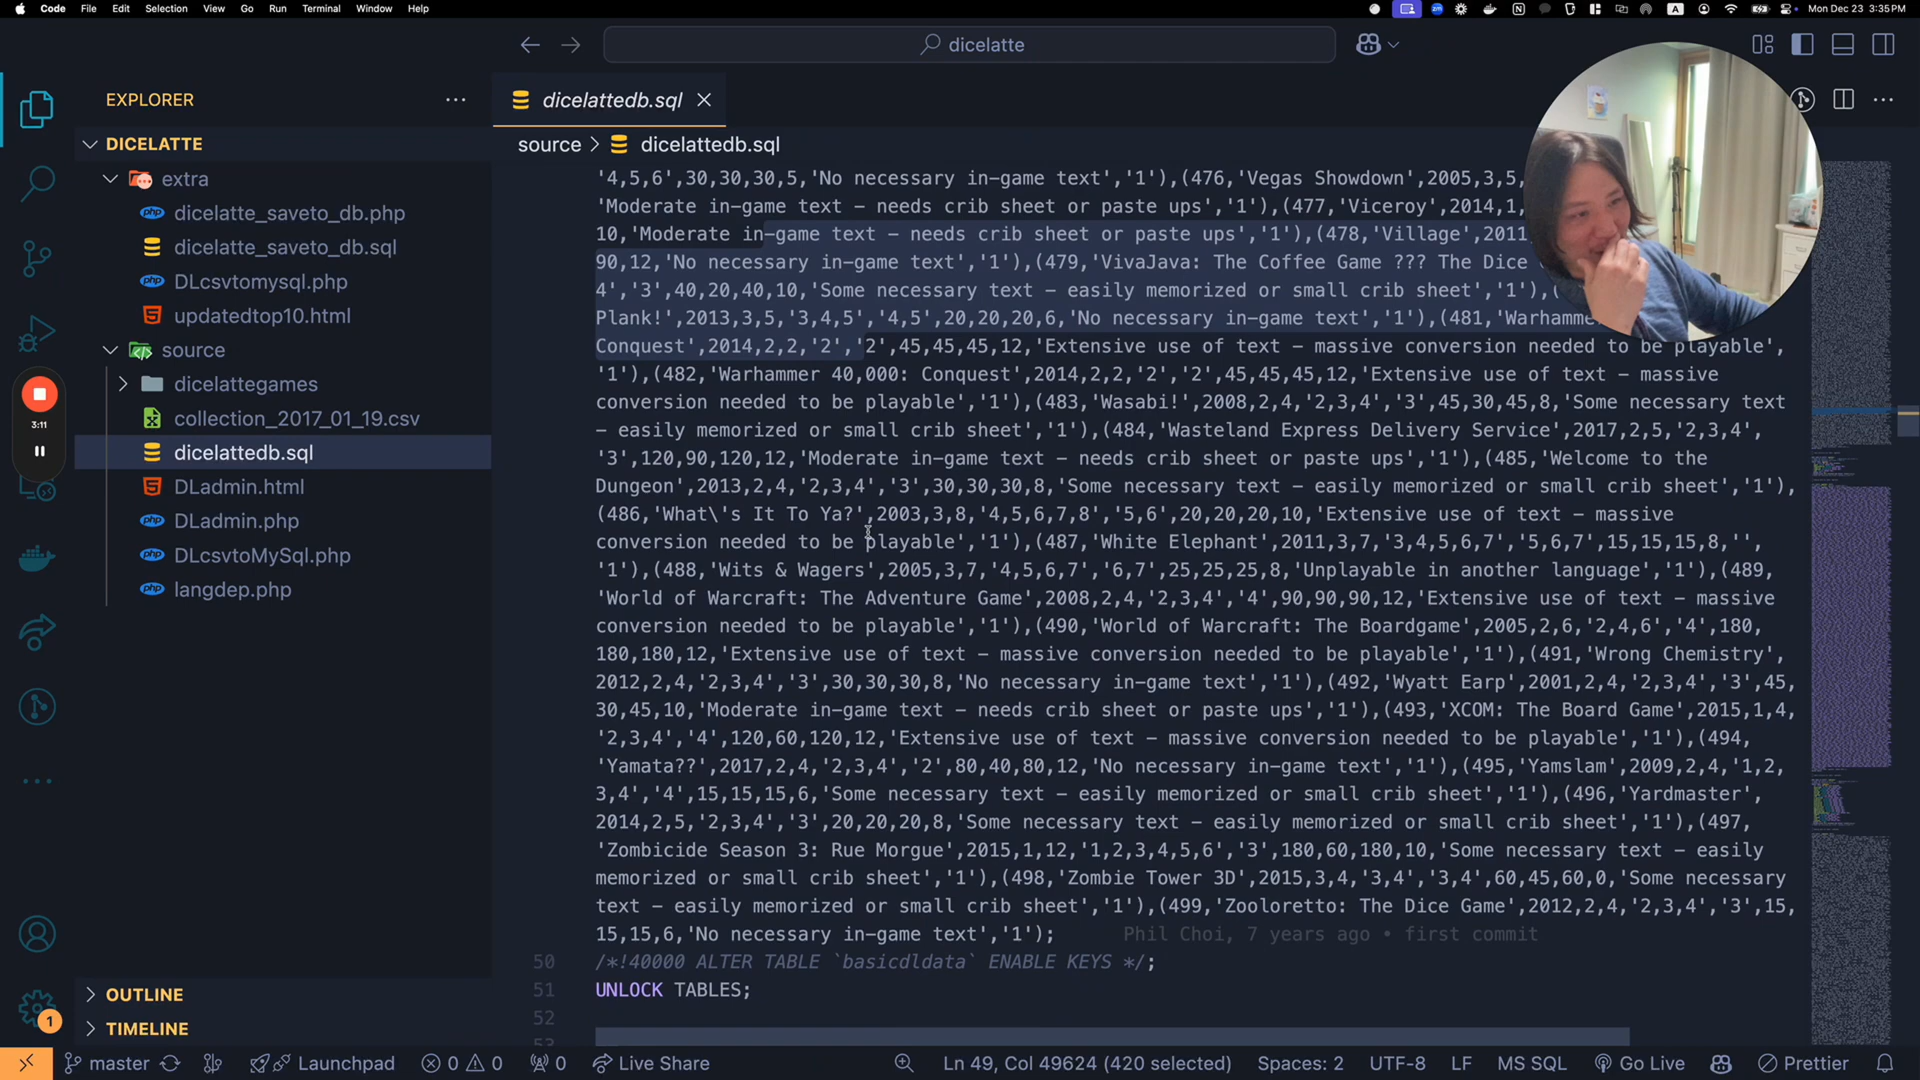 Code File Edit Selection View Go Run Terminal Window Help
A Mon Dec 23 3:35 PM
dicelatte
EXPLORER
DICELATTE
extra
dicelatte_saveto_db.php
dicelatte_saveto_db.sql
DLcsvtomysql.php
updatedtop10.html
source
dicelattegames
collection_2017_01_19.csv
dicelattedb.sql
DLadmin.html
DLadmin.php
DLcsvtoMySql.php
langdep.php
3:11
OUTLINE
TIMELINE
1
dicelattedb.sql
source > dicelattedb.sql
'4,5,6',30,30,30,5,'No necessary in-game text','1'),(476,'Vegas Showdown',2005,3,5,
'Moderate in-game text – needs crib sheet or paste ups','1'),(477,'Viceroy',2014,1,
10,'Moderate in-game text – needs crib sheet or paste ups','1'),(478,'Village',2011,
90,12,'No necessary in-game text','1'),(479,'VivaJava: The Coffee Game ??? The Dice
4','3',40,20,40,10,'Some necessary text – easily memorized or small crib sheet','1'),
Plank!',2013,3,5,'3,4,5','4,5',20,20,20,6,'No necessary in-game text','1'),(481,
Conquest',2014,2,2,'2','2',45,45,45,12,'Extensive use of text – massive conversion needed to be playable',
'1'),(482,'Warhammer 40,000: Conquest',2014,2,2,'2','2',45,45,45,12,'Extensive use of text – massive
conversion needed to be playable','1'),(483,'Wasabi!',2008,2,4,'2,3,4','3',45,30,45,8,'Some necessary text
– easily memorized or small crib sheet','1'),(484,'Wasteland Express Delivery Service',2017,2,5,'2,3,4',
'3',120,90,120,12,'Moderate in-game text – needs crib sheet or paste ups','1'),(485,'Welcome to the
Dungeon',2013,2,4,'2,3,4','3',30,30,30,8,'Some necessary text – easily memorized or small crib sheet','1'),
(486,'What\'s It To Ya?',2003,3,8,'4,5,6,7,8','5,6',20,20,20,10,'Extensive use of text – massive
conversion needed to be playable','1'),(487,'White Elephant',2011,3,7,'3,4,5,6,7','5,6,7',15,15,15,8,'',
'1'),(488,'Wits & Wagers',2005,3,7,'4,5,6,7','6,7',25,25,25,8,'Unplayable in another language','1'),(489,
'World of Warcraft: The Adventure Game',2008,2,4,'2,3,4','4',90,90,90,12,'Extensive use of text – massive
conversion needed to be playable','1'),(490,'World of Warcraft: The Boardgame',2005,2,6,'2,4,6','4',180,
180,180,12,'Extensive use of text – massive conversion needed to be playable','1'),(491,'Wrong Chemistry',
2012,2,4,'2,3,4','3',30,30,30,8,'No necessary in-game text','1'),(492,'Wyatt Earp',2001,2,4,'2,3,4','3',45,
30,45,10,'Moderate in-game text – needs crib sheet or paste ups','1'),(493,'XCOM: The Board Game',2015,1,4,
'2,3,4','4',120,60,120,12,'Extensive use of text – massive conversion needed to be playable','1'),(494,
'Yamata??',2017,2,4,'2,3,4','2',80,40,80,12,'No necessary in-game text','1'),(495,'Yamslam',2009,2,4,'1,2,
3,4','4',15,15,15,6,'Some necessary text – easily memorized or small crib sheet','1'),(496,'Yardmaster',
2014,2,5,'2,3,4','3',20,20,20,8,'Some necessary text – easily memorized or small crib sheet','1'),(497,
'Zombicide Season 3: Rue Morgue',2015,1,12,'1,2,3,4,5,6','3',180,60,180,10,'Some necessary text – easily
memorized or small crib sheet','1'),(498,'Zombie Tower 3D',2015,3,4,'3,4','3,4',60,45,60,0,'Some necessary
text – easily memorized or small crib sheet','1'),(499,'Zooloretto: The Dice Game',2012,2,4,'2,3,4','3',15,
15,15,6,'No necessary in-game text','1'); Phil Choi, 7 years ago • first commit
50 /*!40000 ALTER TABLE `basicdldata` ENABLE KEYS */;
51 UNLOCK TABLES;
52
53
master Launchpad 0 0 0 Live Share Ln 49, Col 49624 (420 selected) Spaces: 2 UTF-8 LF MS SQL Go Live Prettier